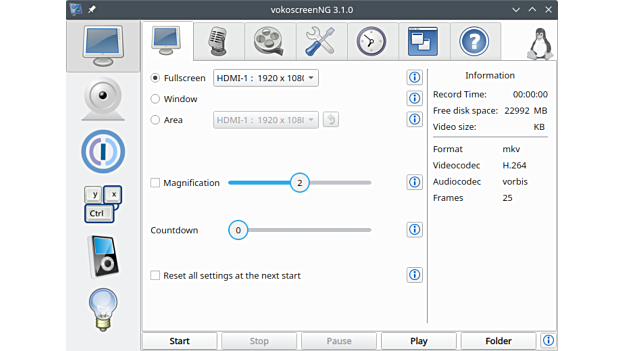 vokoscreenNG 3.1.0
Fullscreen
HDMI-1 : 1920 x 108
Window
Area
HDMI-1 : 1920 x 108
Magnification
2
Countdown
0
Reset all settings at the next start
Information
Record Time: 00:00:00
Free disk space: 22992 MB
Video size: KB
Format mkv
Videocodec H.264
Audiocodec vorbis
Frames 25
y x
Ctrl
Start
Stop
Pause
Play
Folder